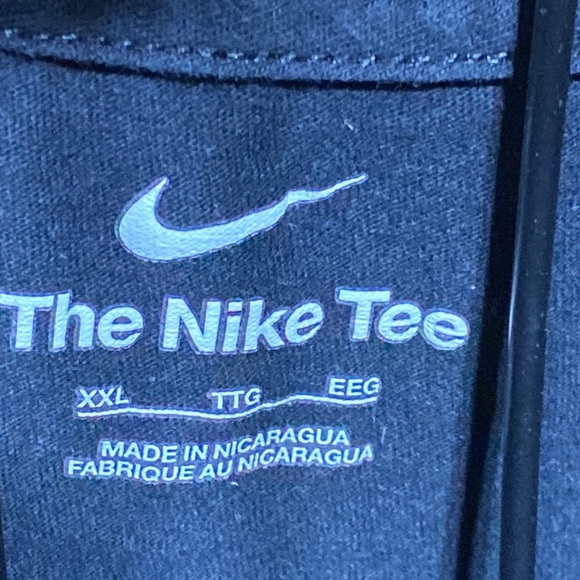 The Nike Tee
XXL TTG EEG
MADE IN NICARAGUA
FABRIQUE AU NICARAGUA